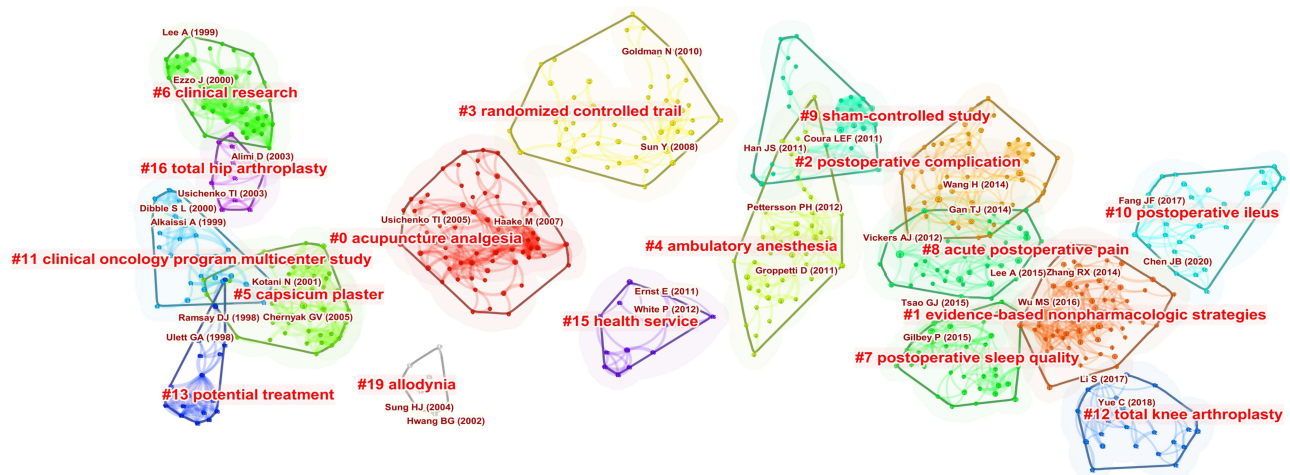 Lee A (1999)
Ezzo J (2000)
#6 clinical research
Alimi D (2003)
#16 total hip arthroplasty
Usichenko TI (2003)
Dibble S L (2000)
Alkaissi A (1999)
#11 clinical oncology program multicenter study
Kotani N (2001)
#5 capsicum plaster
Ramsay DJ (1998)
Chernyak GV (2005)
Ulett GA (1998)
#13 potential treatment
Usichenko TI (2005)
Haake M (2007)
#0 acupuncture analgesia
#19 allodynia
Sung HJ (2004)
Hwang BG (2002)
Goldman N (2010)
#3 randomized controlled trail
Sun Y (2008)
Ernst E (2011)
White P (2012)
#15 health service
#9 sham-controlled study
Coura LEF (2011)
Han JS (2011)
#2 postoperative complication
Wang H (2014)
Pettersson PH (2012)
Gan TJ (2014)
#4 ambulatory anesthesia
Groppetti D (2011)
Vickers AJ (2012)
#8 acute postoperative pain
Lee A (2015)
Zhang RX (2014)
Tsao GJ (2015)
Wu MS (2016)
#1 evidence-based nonpharmacologic strategies
Gilbey P (2015)
#7 postoperative sleep quality
Fang JF (2017)
#10 postoperative ileus
Chen JB (2020)
Li S (2017)
Yue C (2018)
#12 total knee arthroplasty